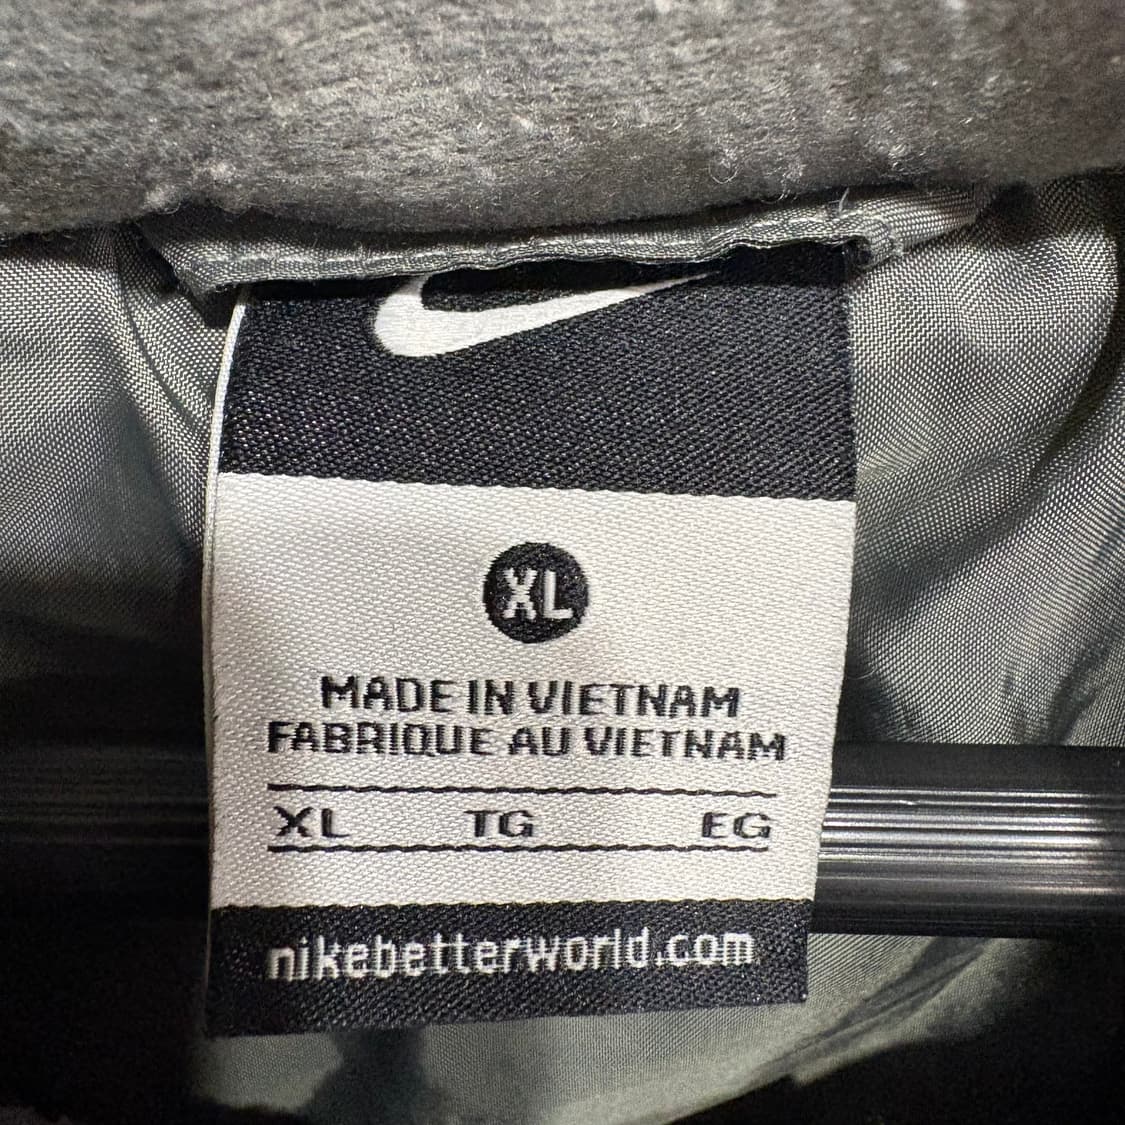 XL
MADE IN VIETNAM
FABRIQUE AU VIETNAM
XL TG EG
nikebetterworld.com